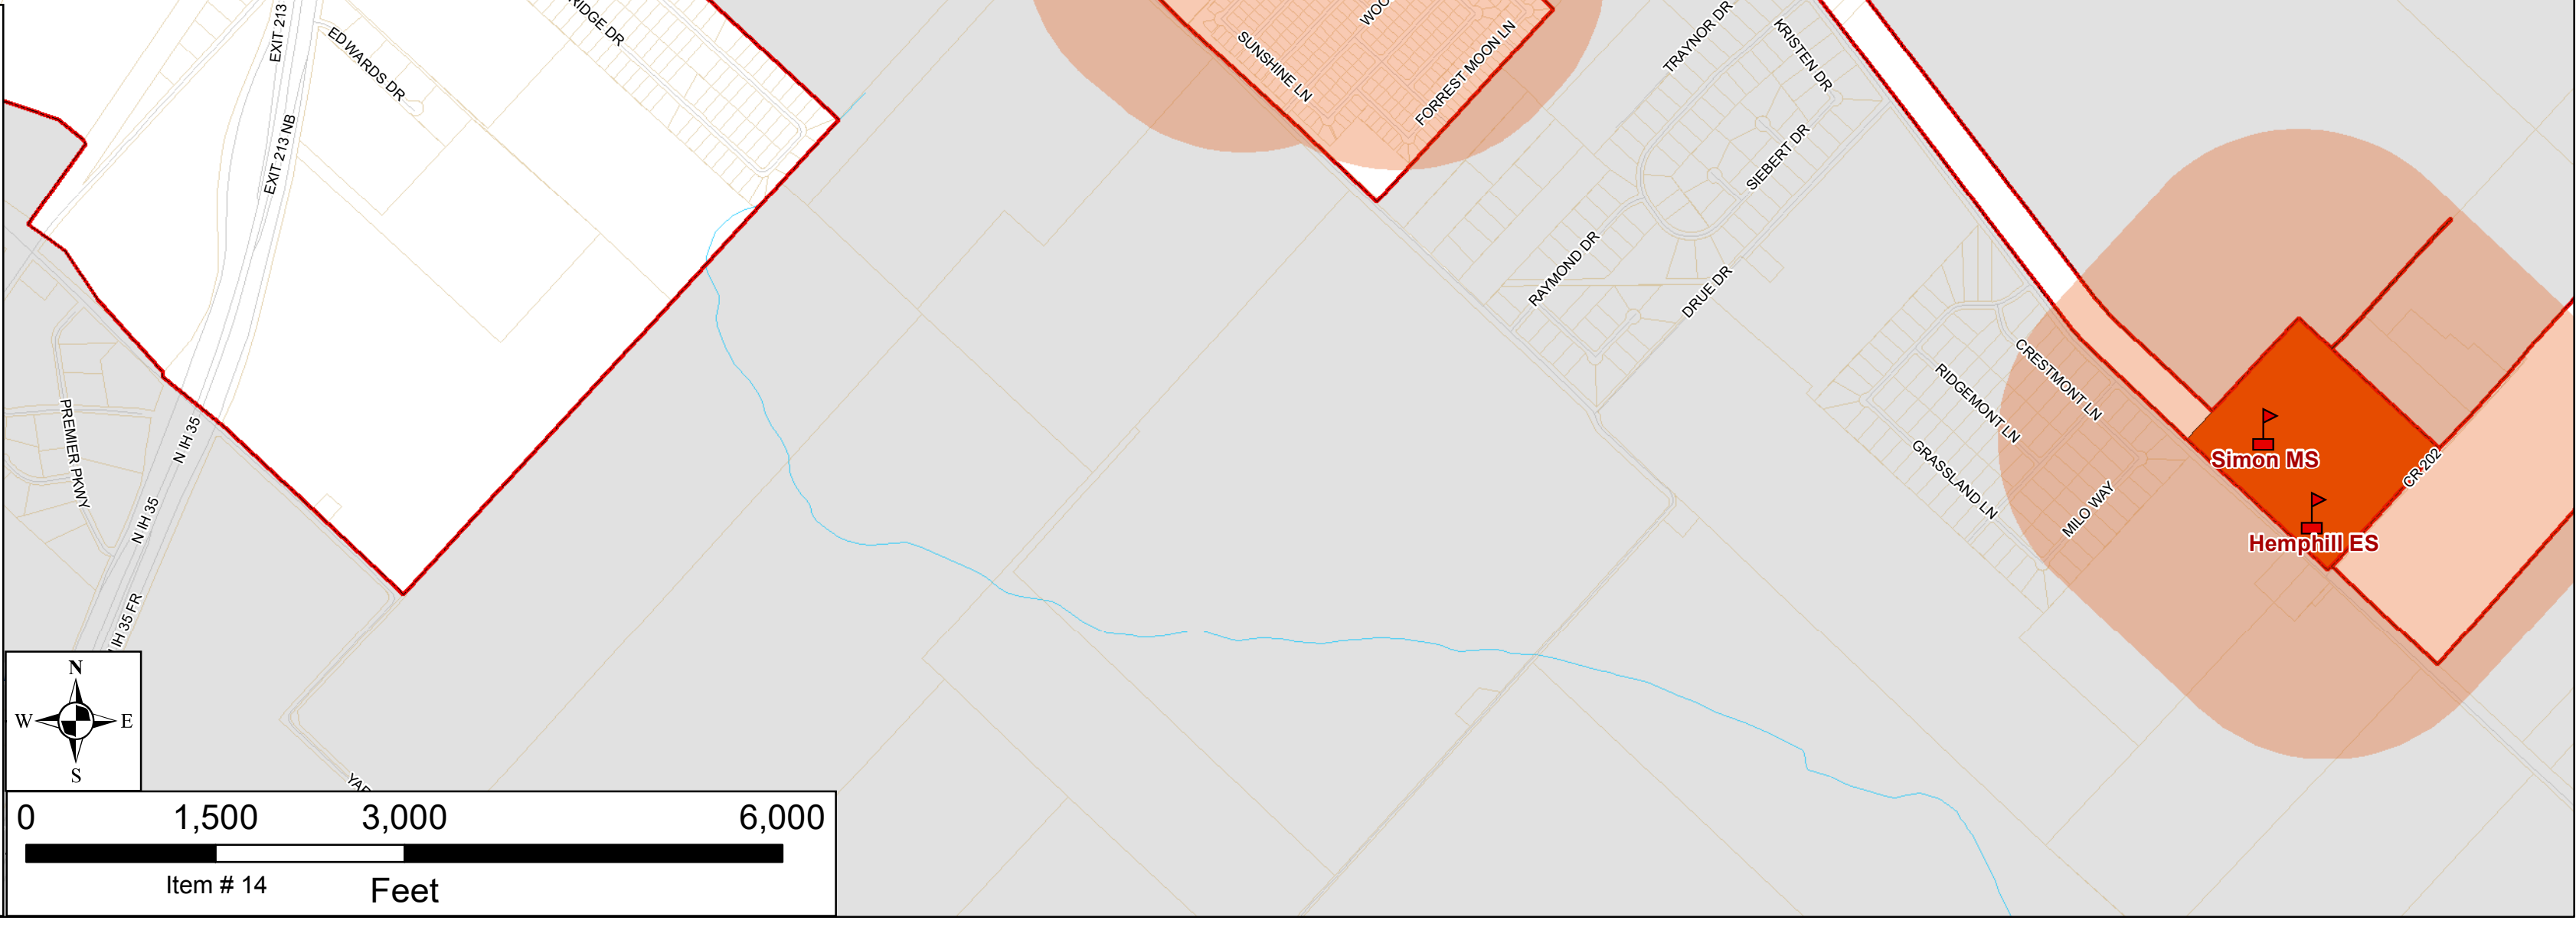 EXIT 213
EDWARDS DR
RIDGE DR
EXIT 213 NB
SUNSHINE LN
WOO
FORREST MOON LN
TRAYNOR DR
KRISTEN DR
SIEBERT DR
RAYMOND DR
DRUE DR
CRESTMONT LN
RIDGEMONT LN
GRASSLAND LN
MILO WAY
CR 202
Simon MS
Hemphill ES
PREMIER PKWY
N IH 35
N IH 35
IH 35 FR
YAR
N
W E
S
0 1,500 3,000 6,000
Item # 14 Feet